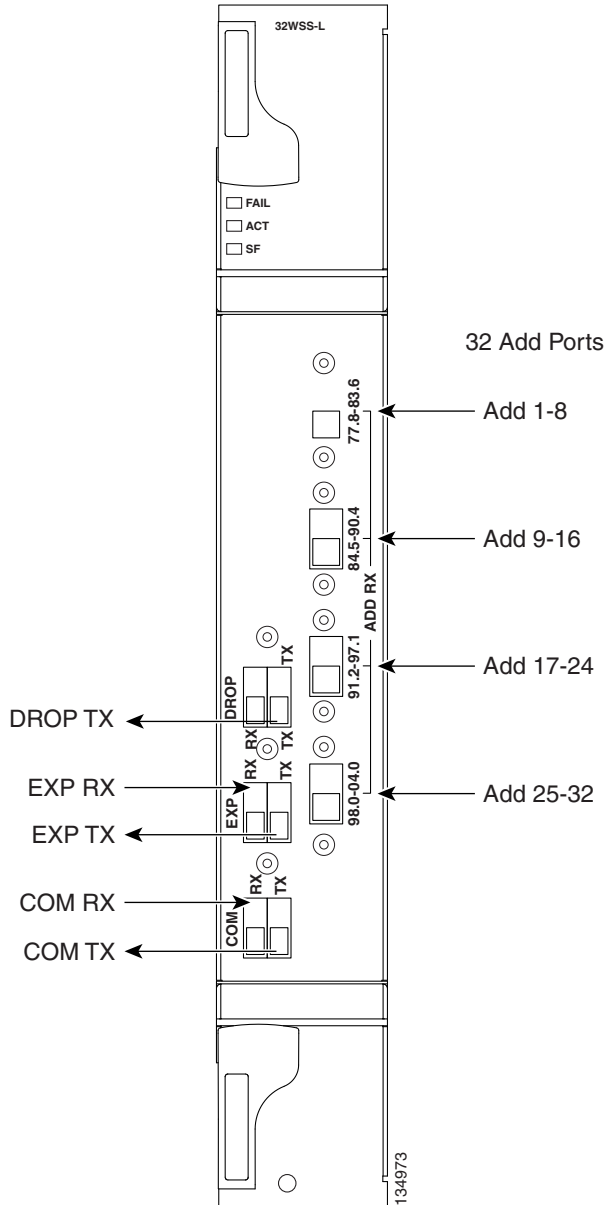 32WSS-L
FAIL
ACT
SF
32 Add Ports
77.8-83.6
Add 1-8
84.5-90.4
Add 9-16
ADD RX
TX
DROP
91.2-97.1
Add 17-24
DROP TX
RX
TX
RX
TX
EXP RX
EXP
98.0-04.0
Add 25-32
EXP TX
RX
TX
COM RX
COM
COM TX
134973